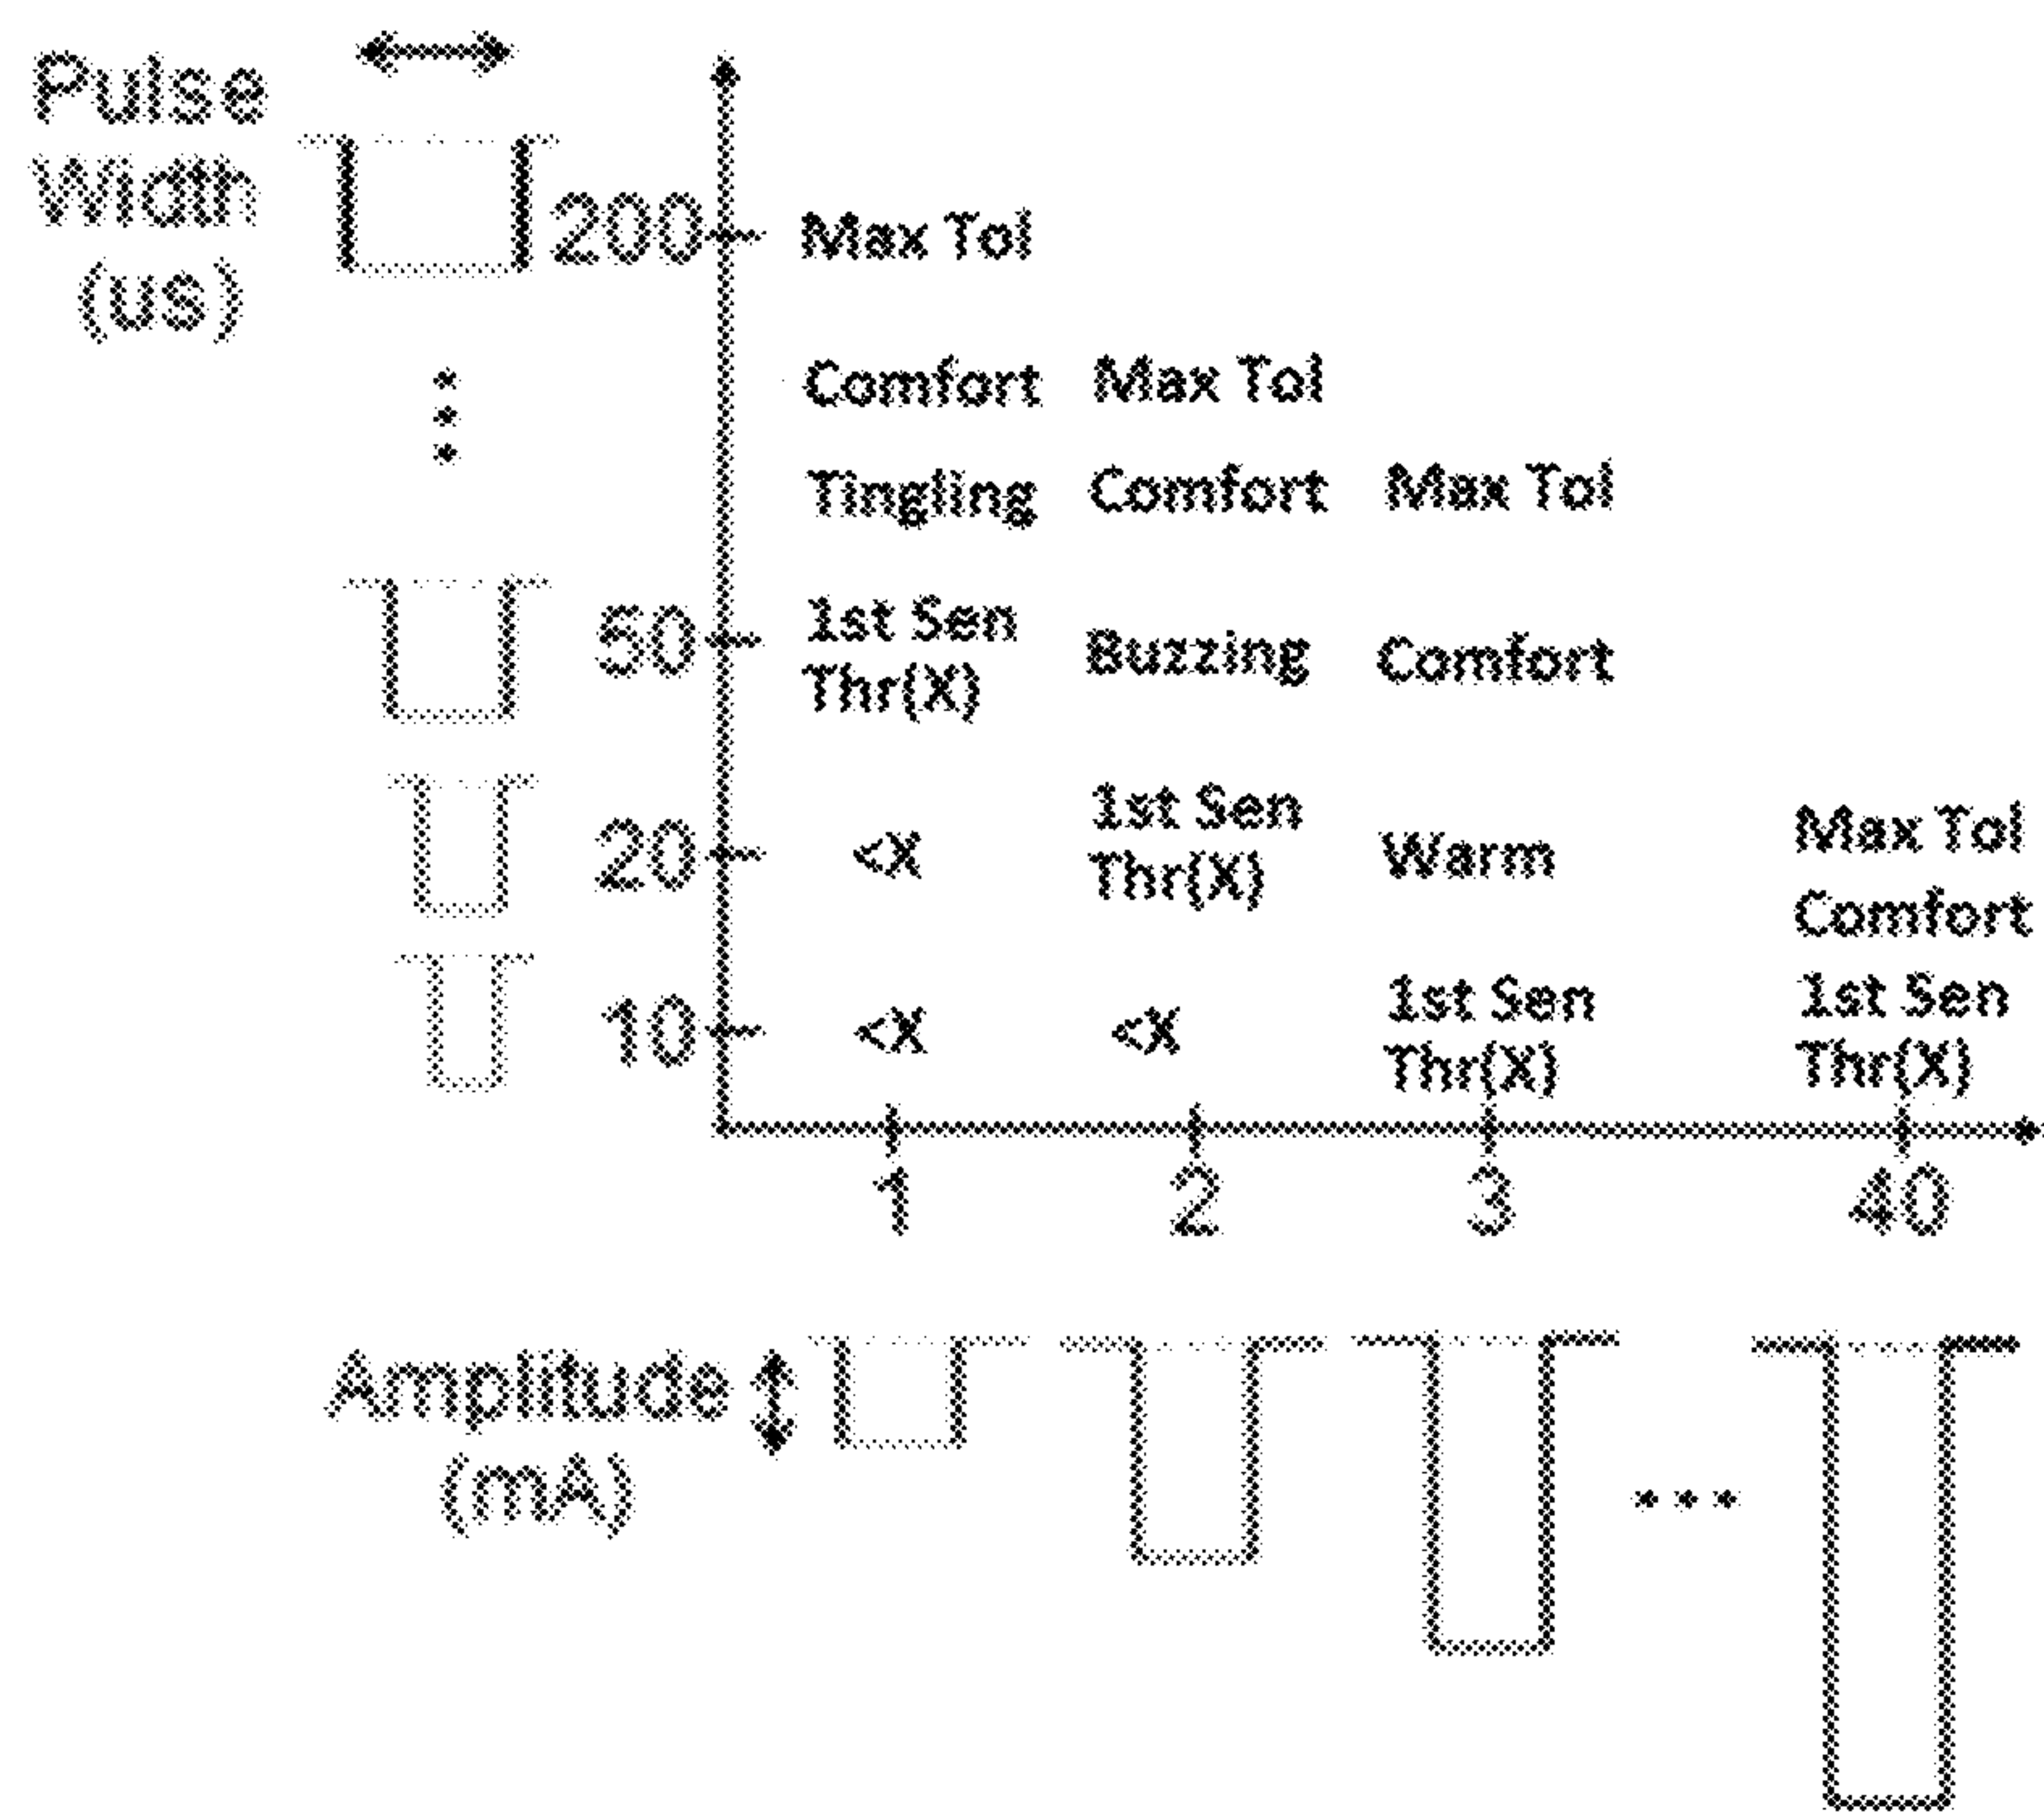 Pulse
Width
(us)
200
Max Tol
Comfort Max Tol
Tingling Comfort Max Tol
50
1st Sen
Thr(X)
Buzzing
Comfort
20
<X
1st Sen
Thr(X)
Warm
Max Tol
Comfort
10
<X
<X
1st Sen
Thr(X)
1st Sen
Thr(X)
1 2 3 40
Amplitude
(mA)